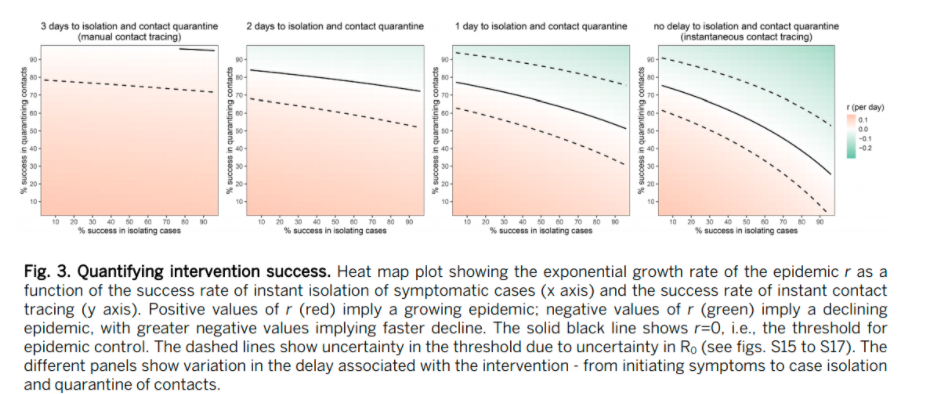 3 days to isolation and contact quarantine
(manual contact tracing)
2 days to isolation and contact quarantine
1 day to isolation and contact quarantine
no delay to isolation and contact quarantine
(instantaneous contact tracing)
% success in quarantining contacts
90
80
70
60
50
40
30
20
10
10 20 30 40 50 60 70 80 90
% success in isolating cases
% success in quarantining contacts
90
80
70
60
50
40
30
20
10
10 20 30 40 50 60 70 80 90
% success in isolating cases
% success in quarantining contacts
90
80
70
60
50
40
30
20
10
10 20 30 40 50 60 70 80 90
% success in isolating cases
% success in quarantining contacts
90
80
70
60
50
40
30
20
10
10 20 30 40 50 60 70 80 90
% success in isolating cases
r (per day)
0.1
0.0
-0.1
-0.2
Fig. 3. Quantifying intervention success. Heat map plot showing the exponential growth rate of the epidemic r as a
function of the success rate of instant isolation of symptomatic cases (x axis) and the success rate of instant contact
tracing (y axis). Positive values of r (red) imply a growing epidemic; negative values of r (green) imply a declining
epidemic, with greater negative values implying faster decline. The solid black line shows r=0, i.e., the threshold for
epidemic control. The dashed lines show uncertainty in the threshold due to uncertainty in R₀ (see figs. S15 to S17). The
different panels show variation in the delay associated with the intervention - from initiating symptoms to case isolation
and quarantine of contacts.